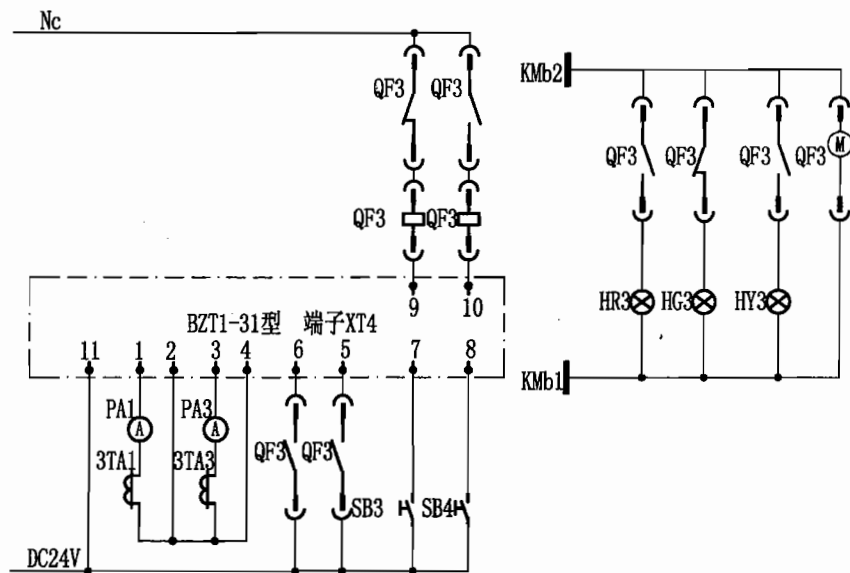 Nc
KMb2
QF3 QF3
QF3 QF3 QF3 QF3
M
QF3 QF3
9 10
HR3 HG3 HY3
BZT1-31型 端子XT4
11 1 2 3 4 6 5 7 8
KMb1
PA1 PA3
A A
3TA1 3TA3 QF3 QF3
SB3 SB4
DC24V